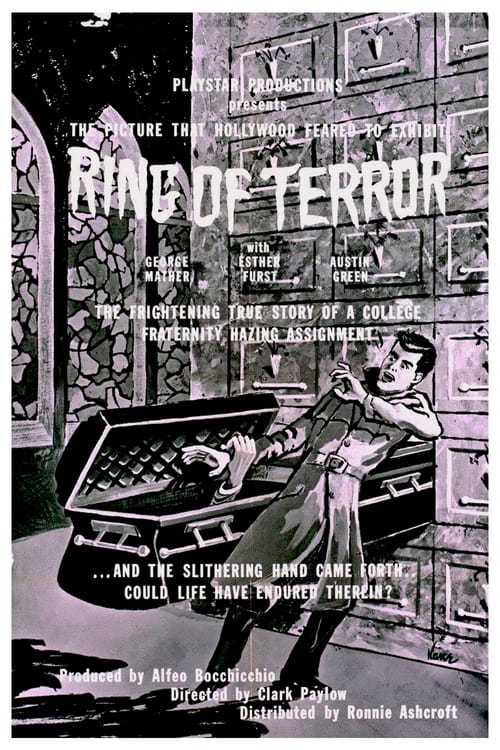 PLAYSTAR PRODUCTIONS
presents
THE PICTURE THAT HOLLYWOOD FEARED TO EXHIBIT
RING OF TERROR
with
GEORGE MATHER, ESTHER FURST AUSTIN GREEN
THE FRIGHTENING TRUE STORY OF A COLLEGE
FRATERNITY HAZING ASSIGNMENT
...AND THE SLITHERING HAND CAME FORTH..
COULD LIFE HAVE ENDURED THEREIN?
Produced by Alfeo Bocchicchio
Directed by Clark Paylow
Distributed by Ronnie Ashcroft